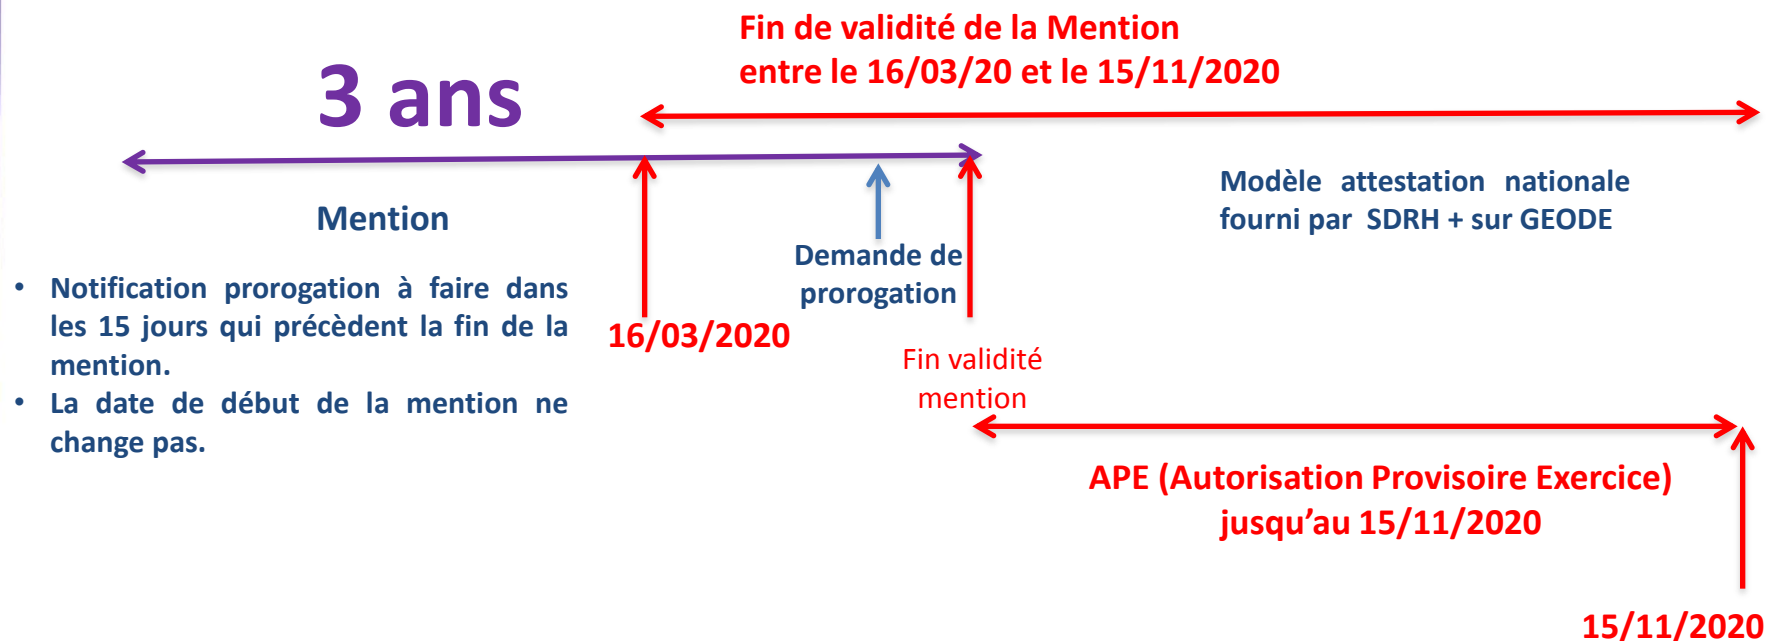 Fin de validité de la Mention
entre le 16/03/20 et le 15/11/2020
3 ans
Mention
• Notification prorogation à faire dans
les 15 jours qui précèdent la fin de la
mention.
• La date de début de la mention ne
change pas.
16/03/2020
Demande de
prorogation
Fin validité
mention
Modèle attestation nationale
fourni par SDRH + sur GEODE
APE (Autorisation Provisoire Exercice)
jusqu’au 15/11/2020
15/11/2020